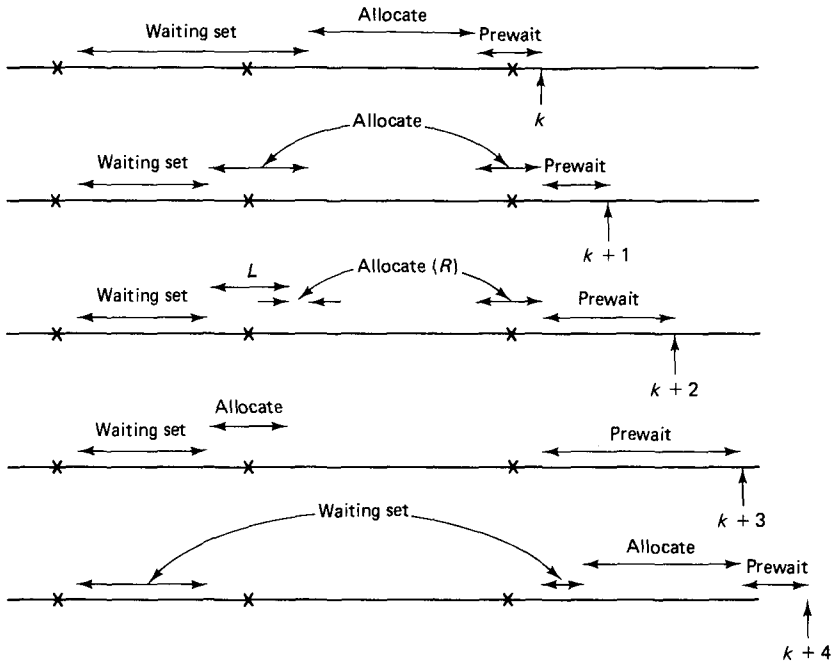 Waiting set
Allocate
Prewait
k
Allocate
Waiting set
Prewait
k + 1
L
Allocate (R)
Waiting set
Prewait
k + 2
Allocate
Waiting set
Prewait
k + 3
Waiting set
Allocate
Prewait
k + 4